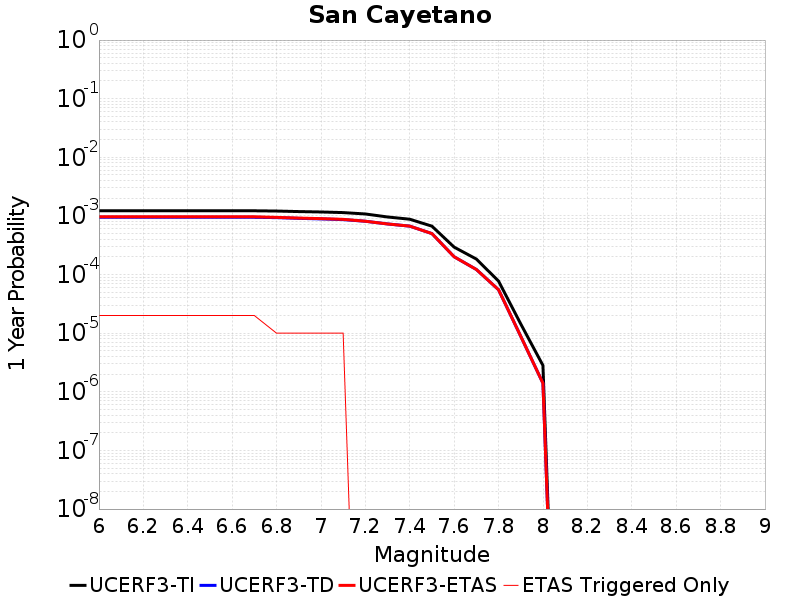 San Cayetano
1 Year Probability
10^0
10^-1
10^-2
10^-3
10^-4
10^-5
10^-6
10^-7
10^-8
6 6.2 6.4 6.6 6.8 7 7.2 7.4 7.6 7.8 8 8.2 8.4 8.6 8.8 9
Magnitude
UCERF3-TI UCERF3-TD UCERF3-ETAS ETAS Triggered Only